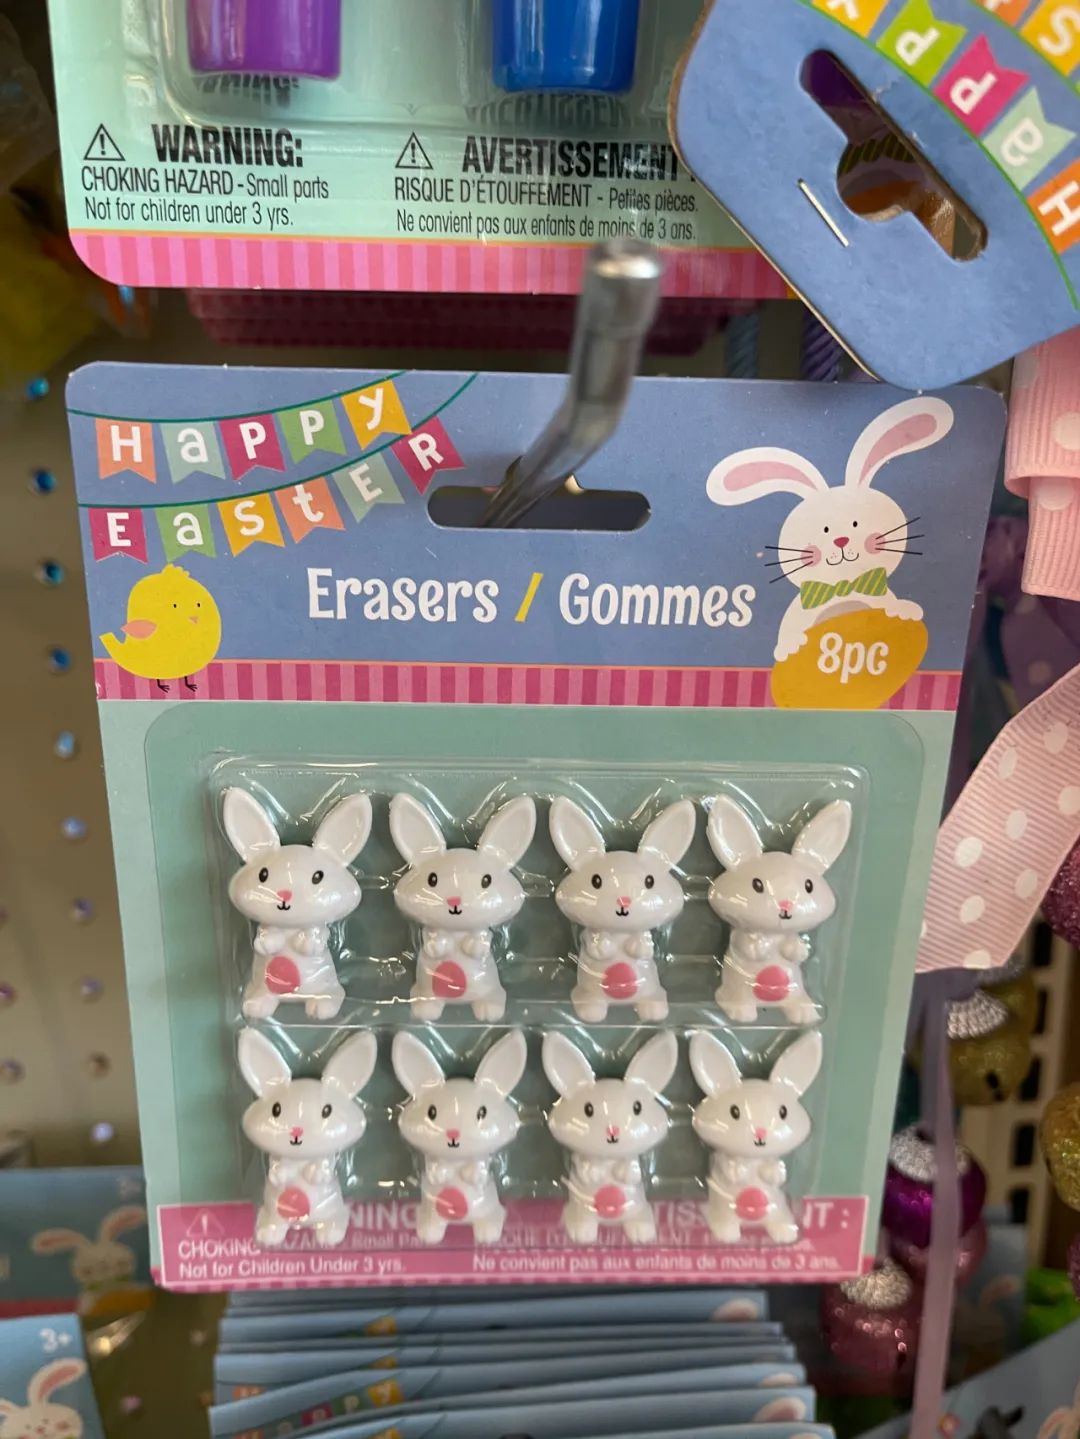 WARNING:
CHOKING HAZARD - Small parts
Not for children under 3 yrs.
AVERTISSEMENT :
RISQUE D'ÉTOUFFEMENT - Petites pièces.
Ne convient pas aux enfants de moins de 3 ans.
HaPPY
HaPPy
EastER
Erasers / Gommes
8pc
CHOKING
Not for Children Under 3 yrs.
Ne convient pas aux enfants de moins de 3 ans.
3+